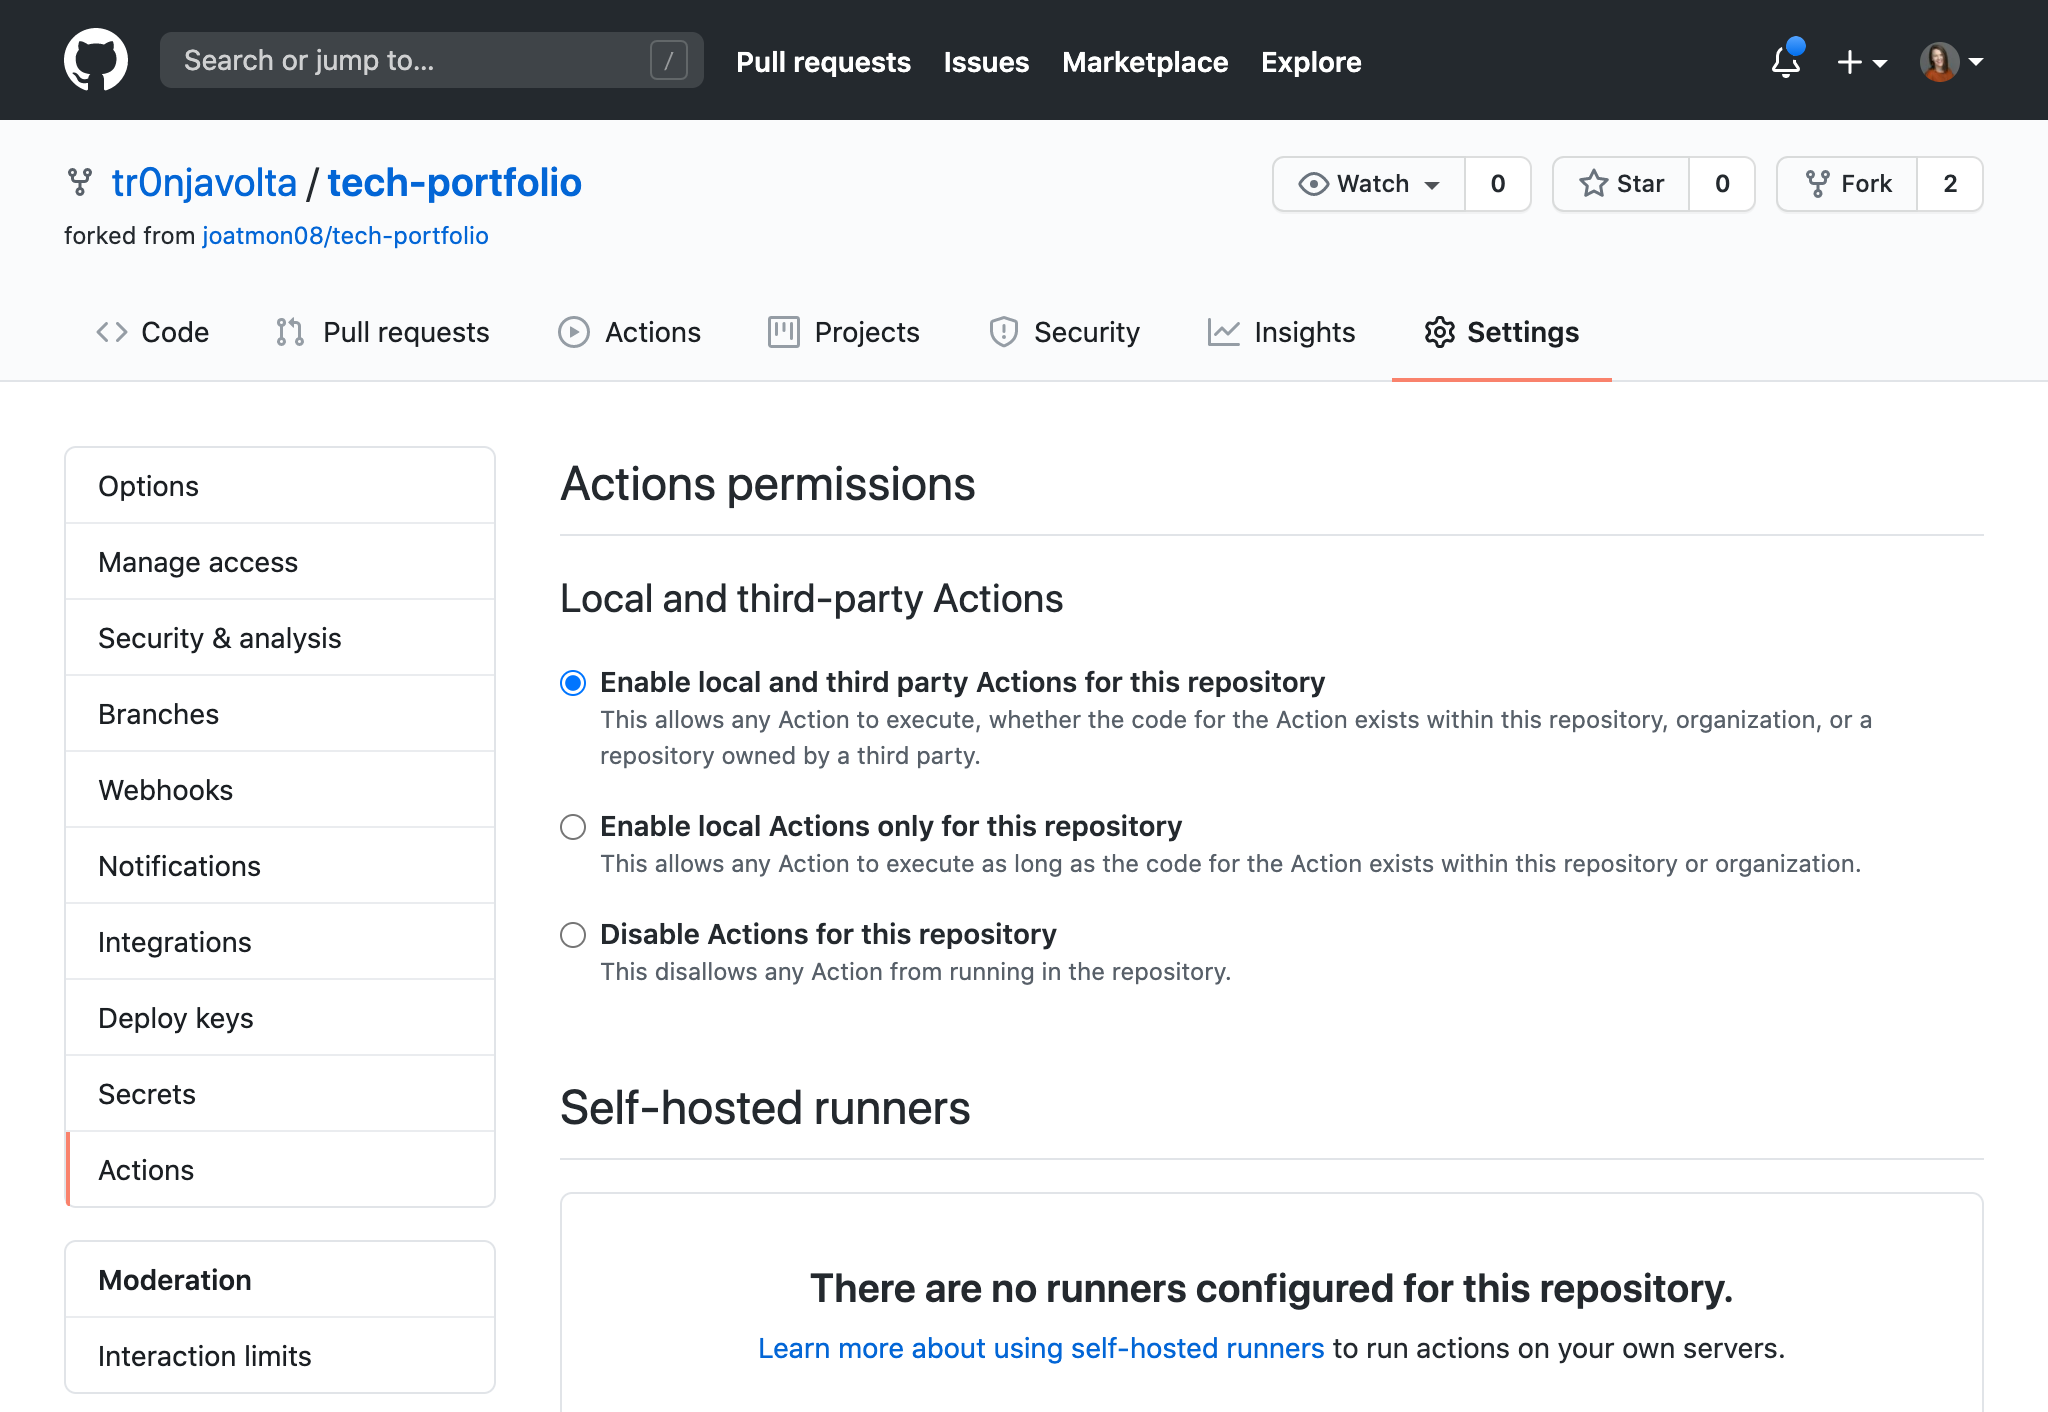 Search or jump to... /
Pull requests Issues Marketplace Explore
tr0njavolta / tech-portfolio
forked from joatmon08/tech-portfolio
Watch 0 Star 0 Fork 2
Code Pull requests Actions Projects Security Insights Settings
Options
Manage access
Security & analysis
Branches
Webhooks
Notifications
Integrations
Deploy keys
Secrets
Actions
Moderation
Interaction limits
Actions permissions
Local and third-party Actions
Enable local and third party Actions for this repository
This allows any Action to execute, whether the code for the Action exists within this repository, organization, or a
repository owned by a third party.
Enable local Actions only for this repository
This allows any Action to execute as long as the code for the Action exists within this repository or organization.
Disable Actions for this repository
This disallows any Action from running in the repository.
Self-hosted runners
There are no runners configured for this repository.
Learn more about using self-hosted runners to run actions on your own servers.